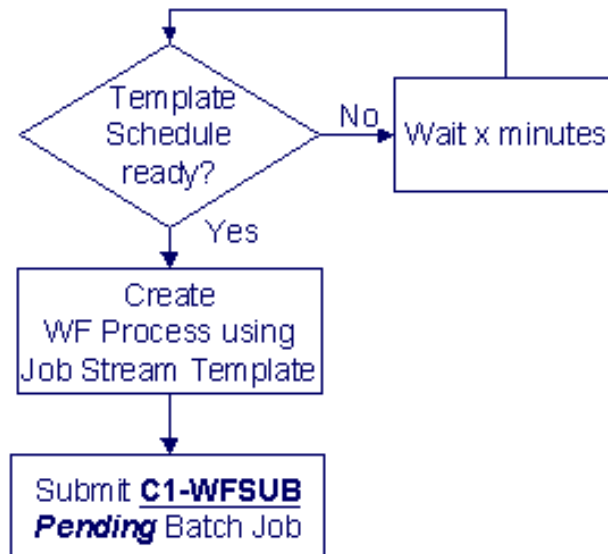 Template
Schedule
ready?
No
Wait x minutes
Yes
Create
WF Process using
Job Stream Template
Submit C1-WFSUB
Pending Batch Job